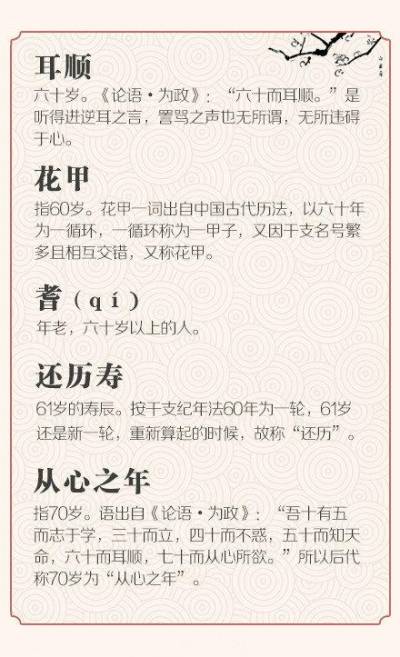 耳顺
六十岁。《论语·为政》：“六十而耳顺。”是
听得进逆耳之言，詈骂之声也无所谓，无所违碍
于心。
花甲
指60岁。花甲一词出自中国古代历法，以六十年
为一循环，一循环称为一甲子，又因干支名号繁
多且相互交错，又称花甲。
耆（qí）
年老，六十岁以上的人。
还历寿
61岁的寿辰。按干支纪年法60年为一轮，61岁
还是新一轮，重新算起的时候，故称“还历”。
从心之年
指70岁。语出自《论语·为政》：“吾十有五
而志于学，三十而立，四十而不惑，五十而知天
命，六十而耳顺，七十而从心所欲。”所以后代
称70岁为“从心之年”。